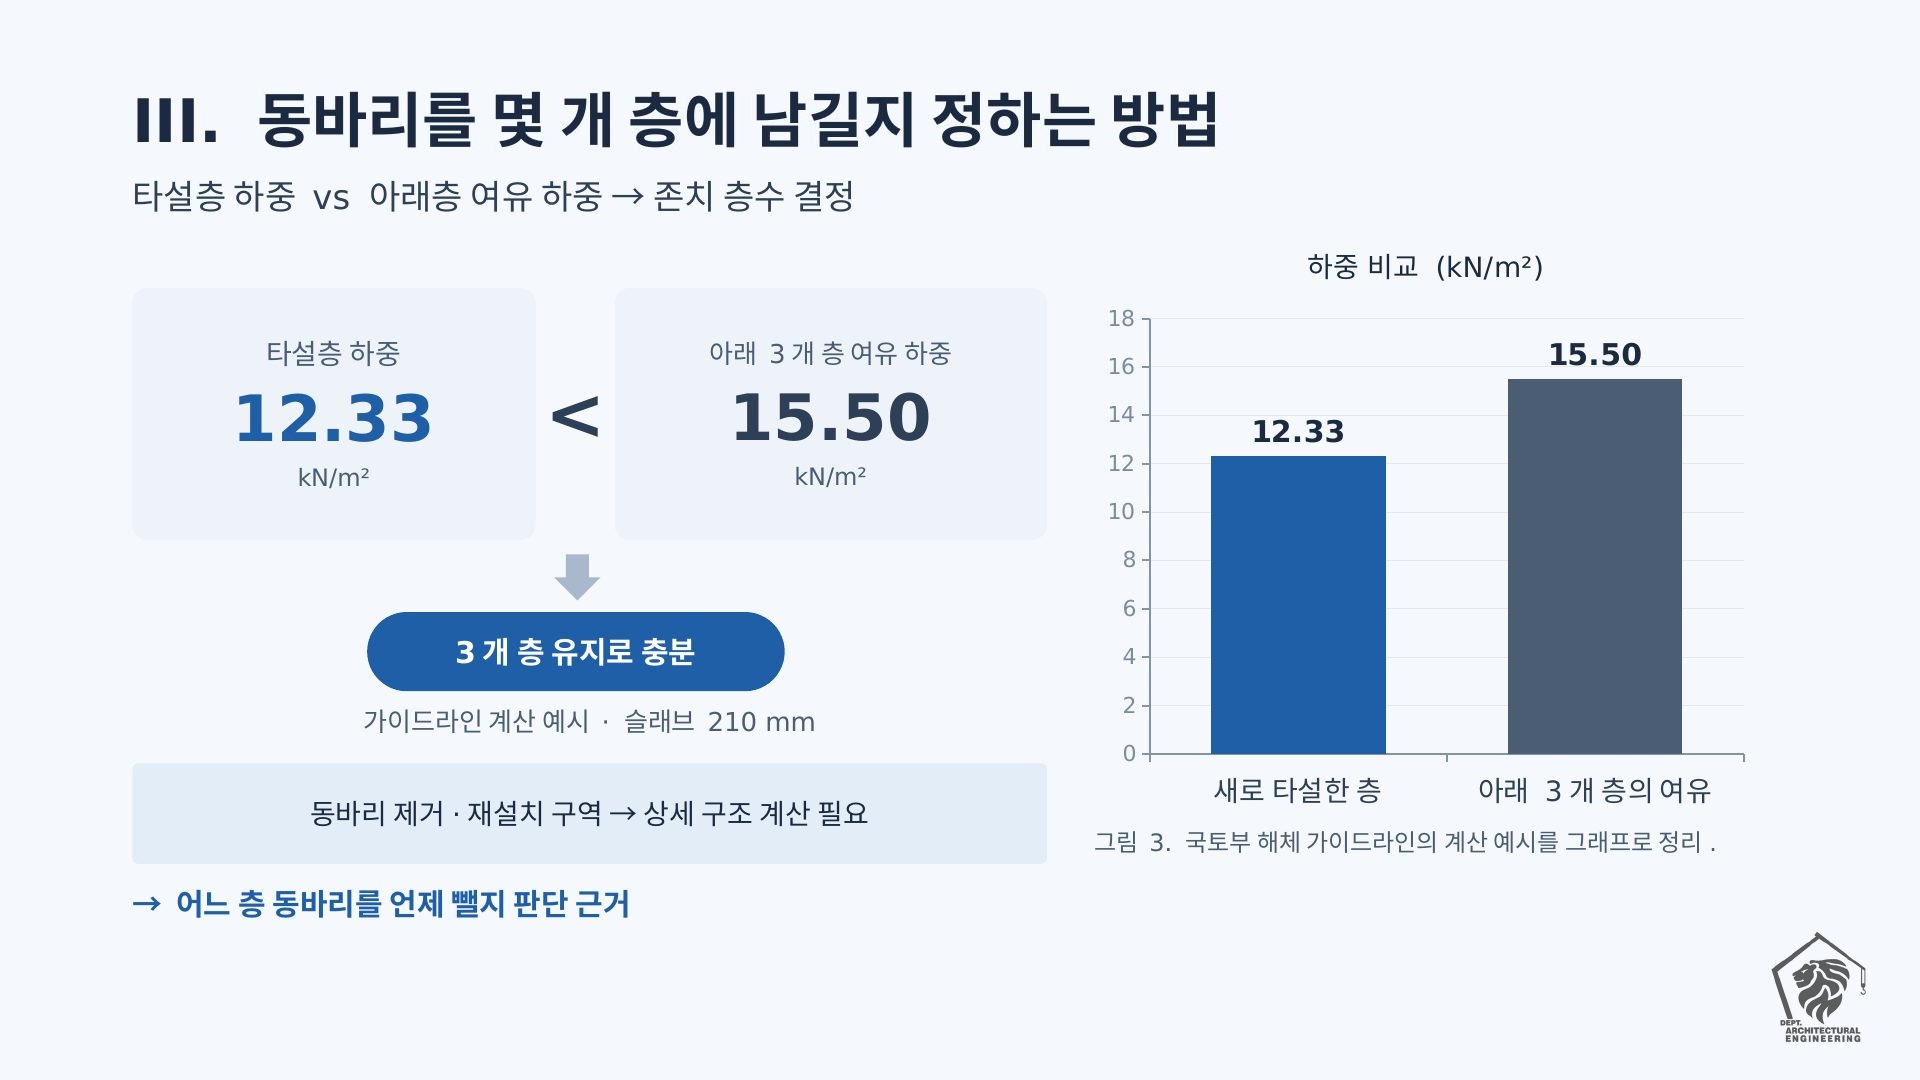 III. 동바리를 몇 개 층에 남길지 정하는 방법
타설층 하중 vs 아래층 여유 하중 → 존치 층수 결정
타설층 하중
12.33
kN/m²
<
아래 3 개 층 여유 하중
15.50
kN/m²
3 개 층 유지로 충분
가이드라인 계산 예시 · 슬래브 210 mm
동바리 제거 · 재설치 구역 → 상세 구조 계산 필요
→ 어느 층 동바리를 언제 뺄지 판단 근거
하중 비교 (kN/m²)
18
16
14
12
10
8
6
4
2
0
12.33
15.50
새로 타설한 층
아래 3 개 층의 여유
그림 3. 국토부 해체 가이드라인의 계산 예시를 그래프로 정리 .
DEPT.
ARCHITECTURAL
ENGINEERING